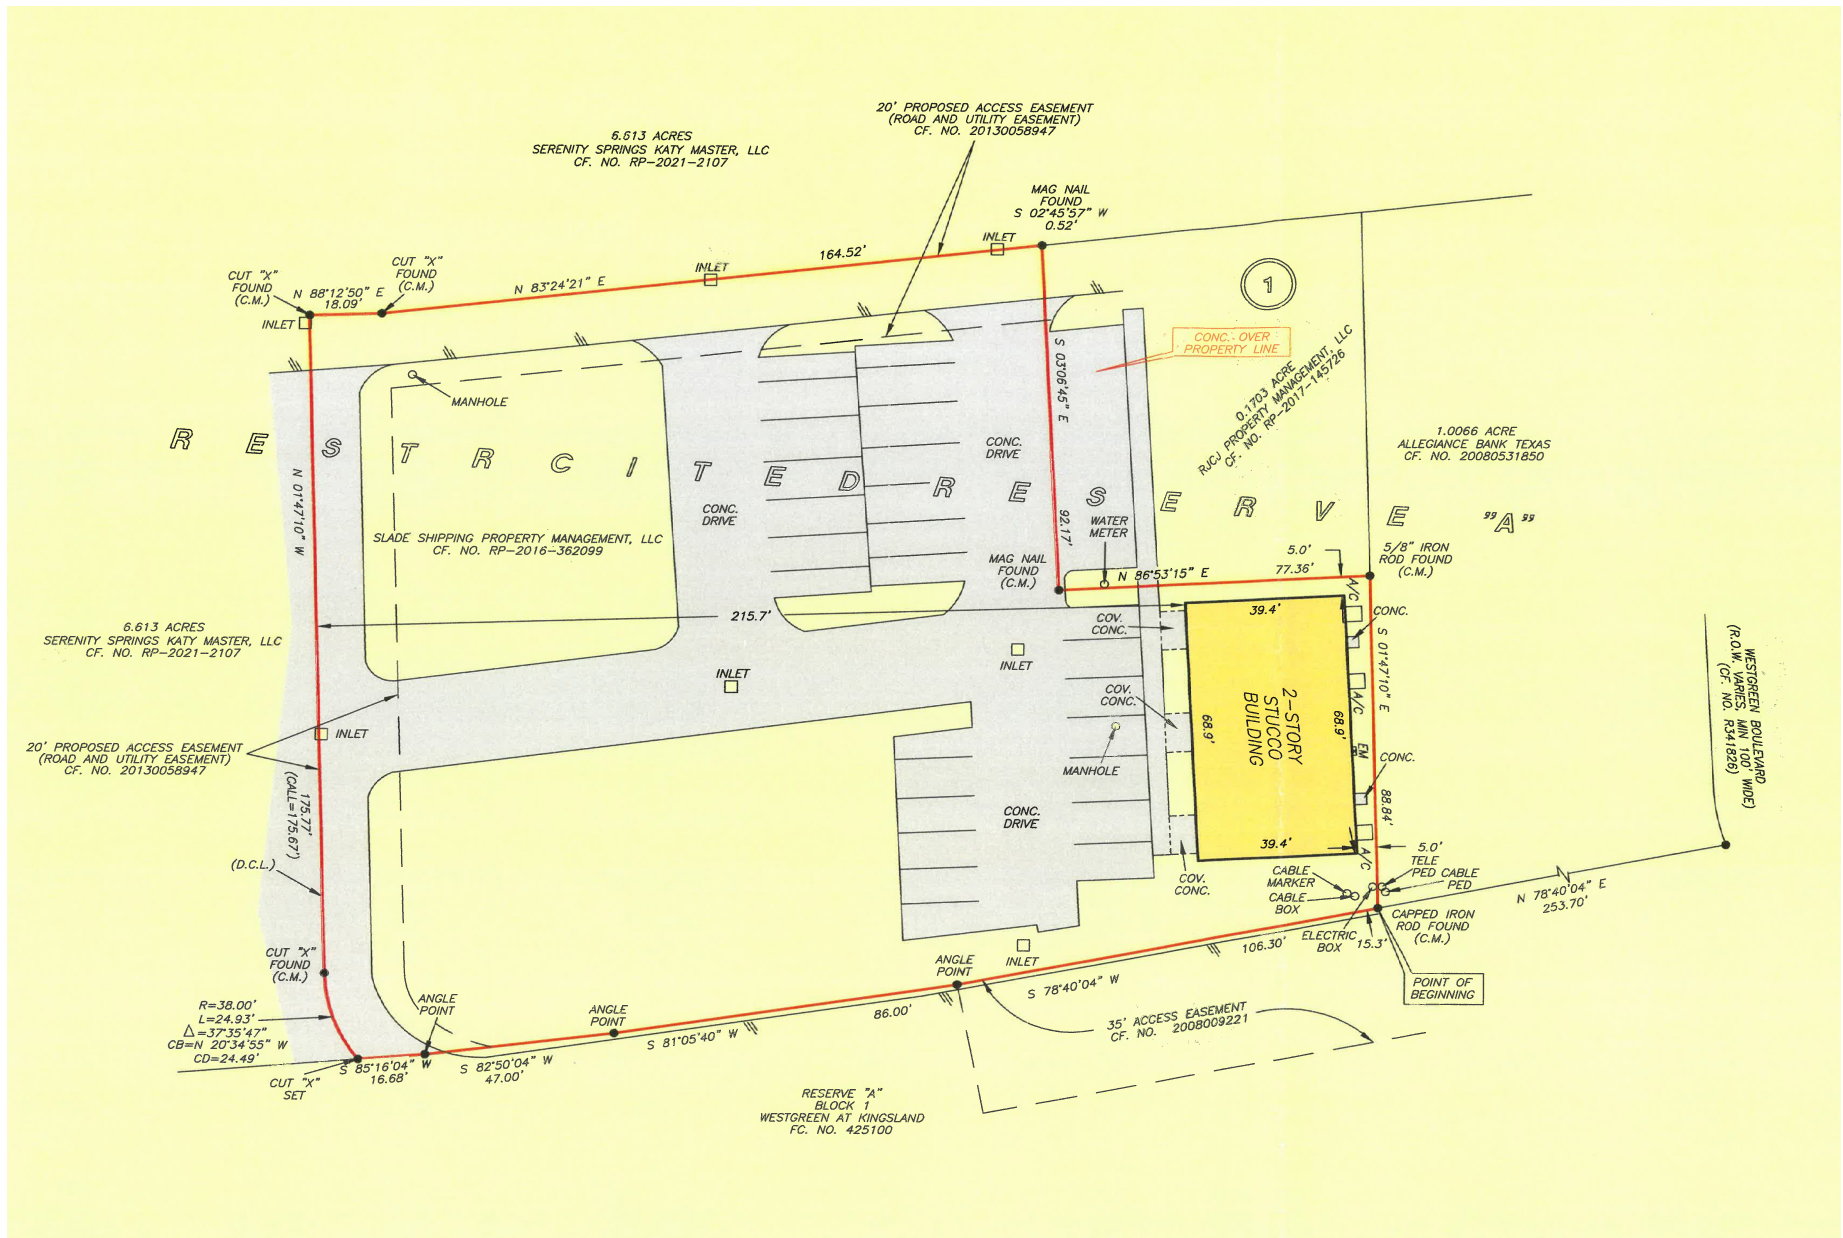 20' PROPOSED ACCESS EASEMENT
(ROAD AND UTILITY EASEMENT)
CF. NO. 20130058947
6.613 ACRES
SERENITY SPRINGS KATY MASTER, LLC
CF. NO. RP-2021-2107
MAG NAIL
FOUND
S 02°45'57" W
0.52'
INLET
164.52'
INLET
N 83°24'21" E
CUT "X"
FOUND
(C.M.)
CUT "X"
FOUND
(C.M.)
N 88°12'50" E
18.09'
INLET
1
CONC. OVER
PROPERTY LINE
0.1703 ACRE
RJCJ PROPERTY MANAGEMENT, LLC
CF. NO. RP-2017-145726
S 03°06'45" E
92.17'
MANHOLE
1.0066 ACRE
ALLEGIANCE BANK TEXAS
CF. NO. 20080531850
RESTRCITED RESERVE "A"
CONC.
DRIVE
CONC.
DRIVE
N 01°47'10" W
SLADE SHIPPING PROPERTY MANAGEMENT, LLC
CF. NO. RP-2016-362099
WATER
METER
MAG NAIL
FOUND
(C.M.)
N 86°53'15" E
77.36'
5.0'
5/8" IRON
ROD FOUND
(C.M.)
A/C
CONC.
39.4'
215.7'
COV.
CONC.
INLET
INLET
6.613 ACRES
SERENITY SPRINGS KATY MASTER, LLC
CF. NO. RP-2021-2107
S 01°47'10" E
88.84'
WESTGREEN BOULEVARD
(R.O.W. VARIES, MIN 100' WIDE)
(CF. NO. R341826)
COV.
CONC.
68.9'
2-STORY
STUCCO
BUILDING
68.9'
A/C
EM
CONC.
MANHOLE
INLET
20' PROPOSED ACCESS EASEMENT
(ROAD AND UTILITY EASEMENT)
CF. NO. 20130058947
175.77'
(CALL=175.67')
(D.C.L.)
CONC.
DRIVE
39.4'
A/C
5.0'
TELE
PED
CABLE
PED
COV.
CONC.
CABLE
MARKER
CABLE
BOX
N 78°40'04" E
253.70'
CAPPED IRON
ROD FOUND
(C.M.)
ELECTRIC
BOX
15.3'
106.30'
INLET
POINT OF
BEGINNING
ANGLE
POINT
S 78°40'04" W
35' ACCESS EASEMENT
CF. NO. 2008009221
CUT "X"
FOUND
(C.M.)
R=38.00'
L=24.93'
Δ=37°35'47"
CB=N 20°34'55" W
CD=24.49'
ANGLE
POINT
ANGLE
POINT
86.00'
S 81°05'40" W
S 82°50'04" W
47.00'
S 85°16'04" W
16.68'
CUT "X"
SET
RESERVE "A"
BLOCK 1
WESTGREEN AT KINGSLAND
FC. NO. 425100